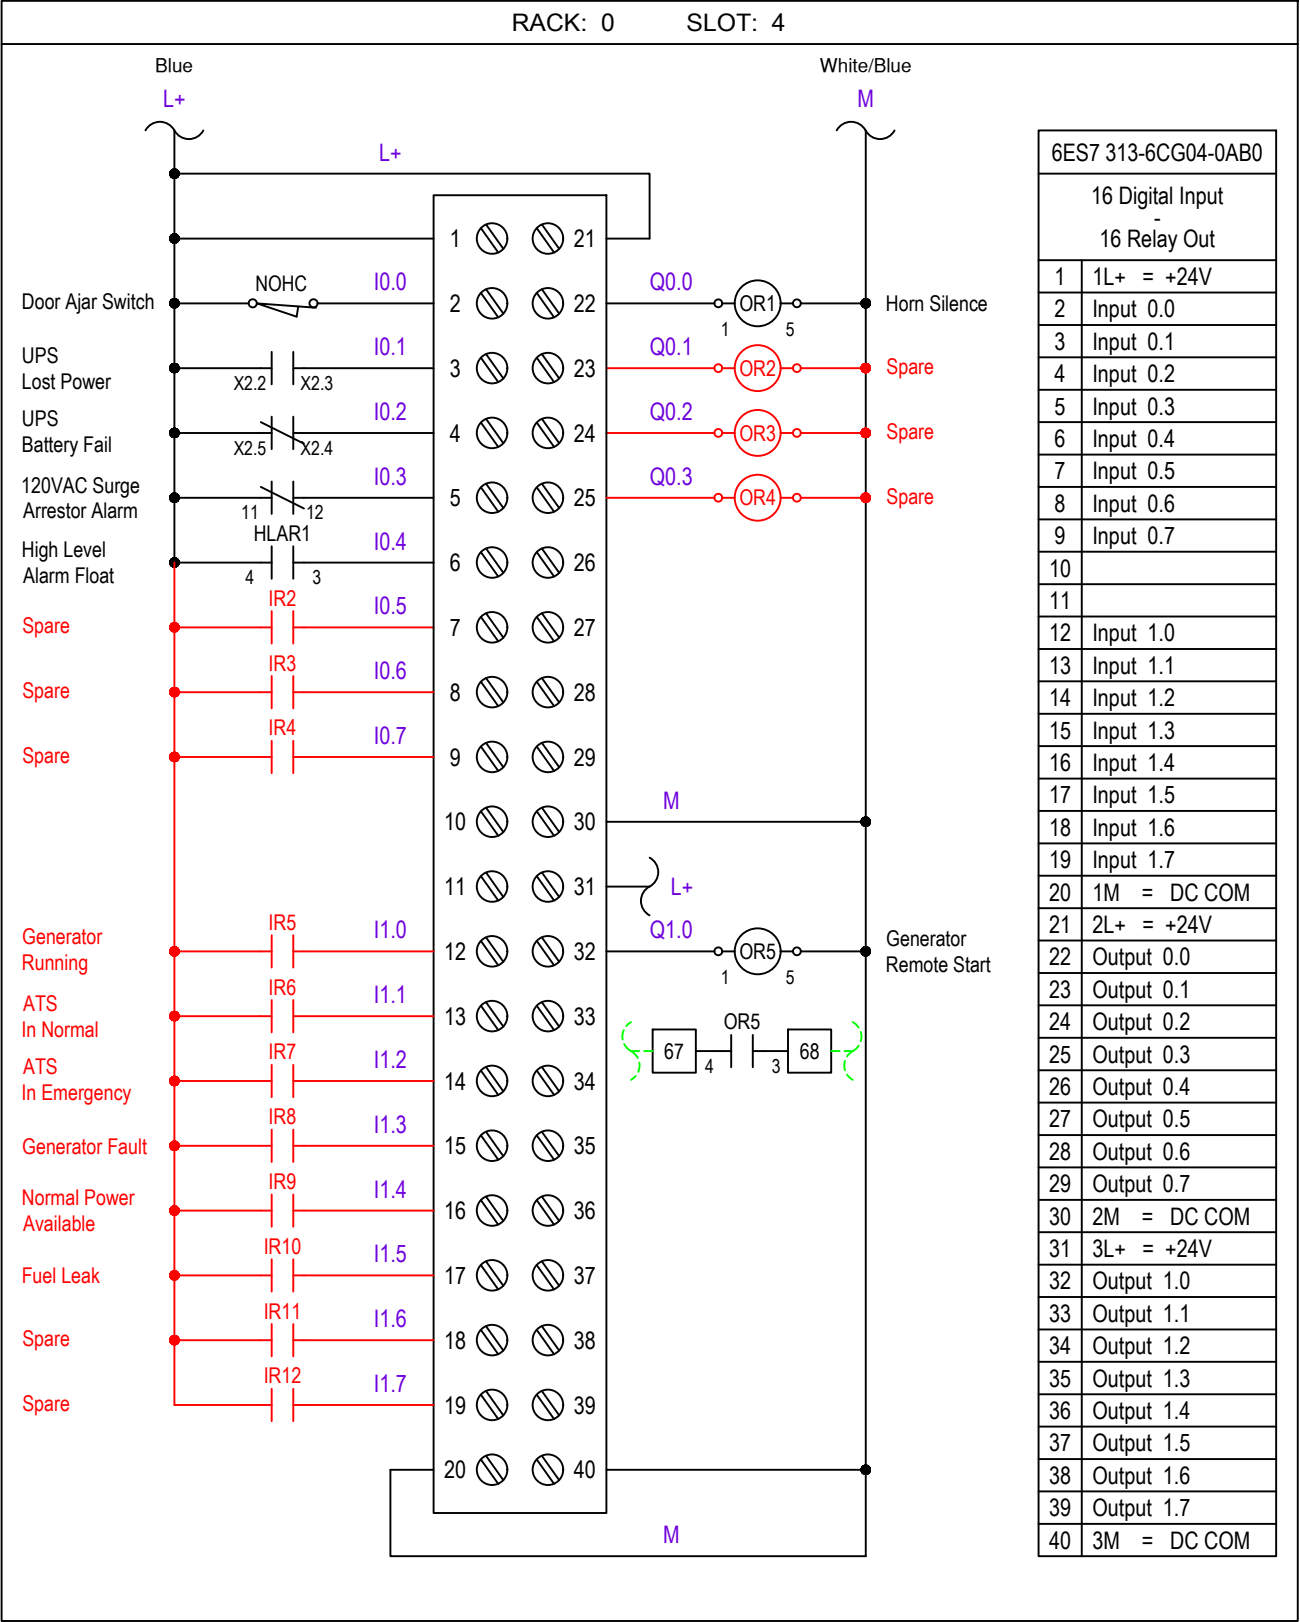 RACK: 0 SLOT: 4
Blue
L+
White/Blue
M
L+
1 21
Door Ajar Switch
NOHC
I0.0
2 22
Q0.0
OR1
1 5
Horn Silence
UPS
Lost Power
X2.2 X2.3
I0.1
3 23
Q0.1
OR2
Spare
UPS
Battery Fail
X2.5 X2.4
I0.2
4 24
Q0.2
OR3
Spare
120VAC Surge
Arrestor Alarm
11 12
I0.3
5 25
Q0.3
OR4
Spare
High Level
Alarm Float
HLAR1
4 3
I0.4
6 26
Spare
IR2
I0.5
7 27
Spare
IR3
I0.6
8 28
Spare
IR4
I0.7
9 29
10 30
M
11 31
L+
Generator
Running
IR5
I1.0
12 32
Q1.0
OR5
1 5
Generator
Remote Start
ATS
In Normal
IR6
I1.1
13 33
OR5
67 4 3 68
ATS
In Emergency
IR7
I1.2
14 34
Generator Fault
IR8
I1.3
15 35
Normal Power
Available
IR9
I1.4
16 36
Fuel Leak
IR10
I1.5
17 37
Spare
IR11
I1.6
18 38
Spare
IR12
I1.7
19 39
20 40
M
6ES7 313-6CG04-0AB0
16 Digital Input
-
16 Relay Out
1 1L+ = +24V
2 Input 0.0
3 Input 0.1
4 Input 0.2
5 Input 0.3
6 Input 0.4
7 Input 0.5
8 Input 0.6
9 Input 0.7
10
11
12 Input 1.0
13 Input 1.1
14 Input 1.2
15 Input 1.3
16 Input 1.4
17 Input 1.5
18 Input 1.6
19 Input 1.7
20 1M = DC COM
21 2L+ = +24V
22 Output 0.0
23 Output 0.1
24 Output 0.2
25 Output 0.3
26 Output 0.4
27 Output 0.5
28 Output 0.6
29 Output 0.7
30 2M = DC COM
31 3L+ = +24V
32 Output 1.0
33 Output 1.1
34 Output 1.2
35 Output 1.3
36 Output 1.4
37 Output 1.5
38 Output 1.6
39 Output 1.7
40 3M = DC COM